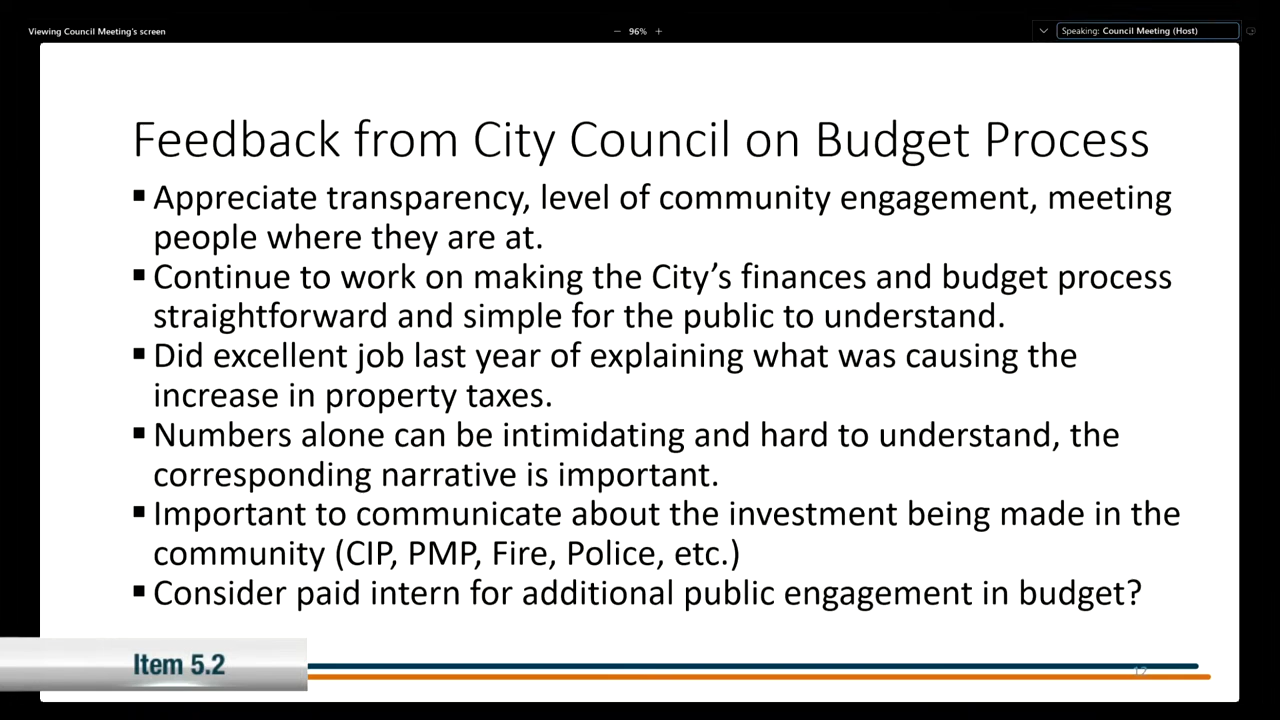 Viewing Council Meeting's screen
96%
Speaking: Council Meeting (Host)
Feedback from City Council on Budget Process
▪ Appreciate transparency, level of community engagement, meeting
people where they are at.
▪ Continue to work on making the City's finances and budget process
straightforward and simple for the public to understand.
▪ Did excellent job last year of explaining what was causing the
increase in property taxes.
▪ Numbers alone can be intimidating and hard to understand, the
corresponding narrative is important.
▪ Important to communicate about the investment being made in the
community (CIP, PMP, Fire, Police, etc.)
▪ Consider paid intern for additional public engagement in budget?
Item 5.2